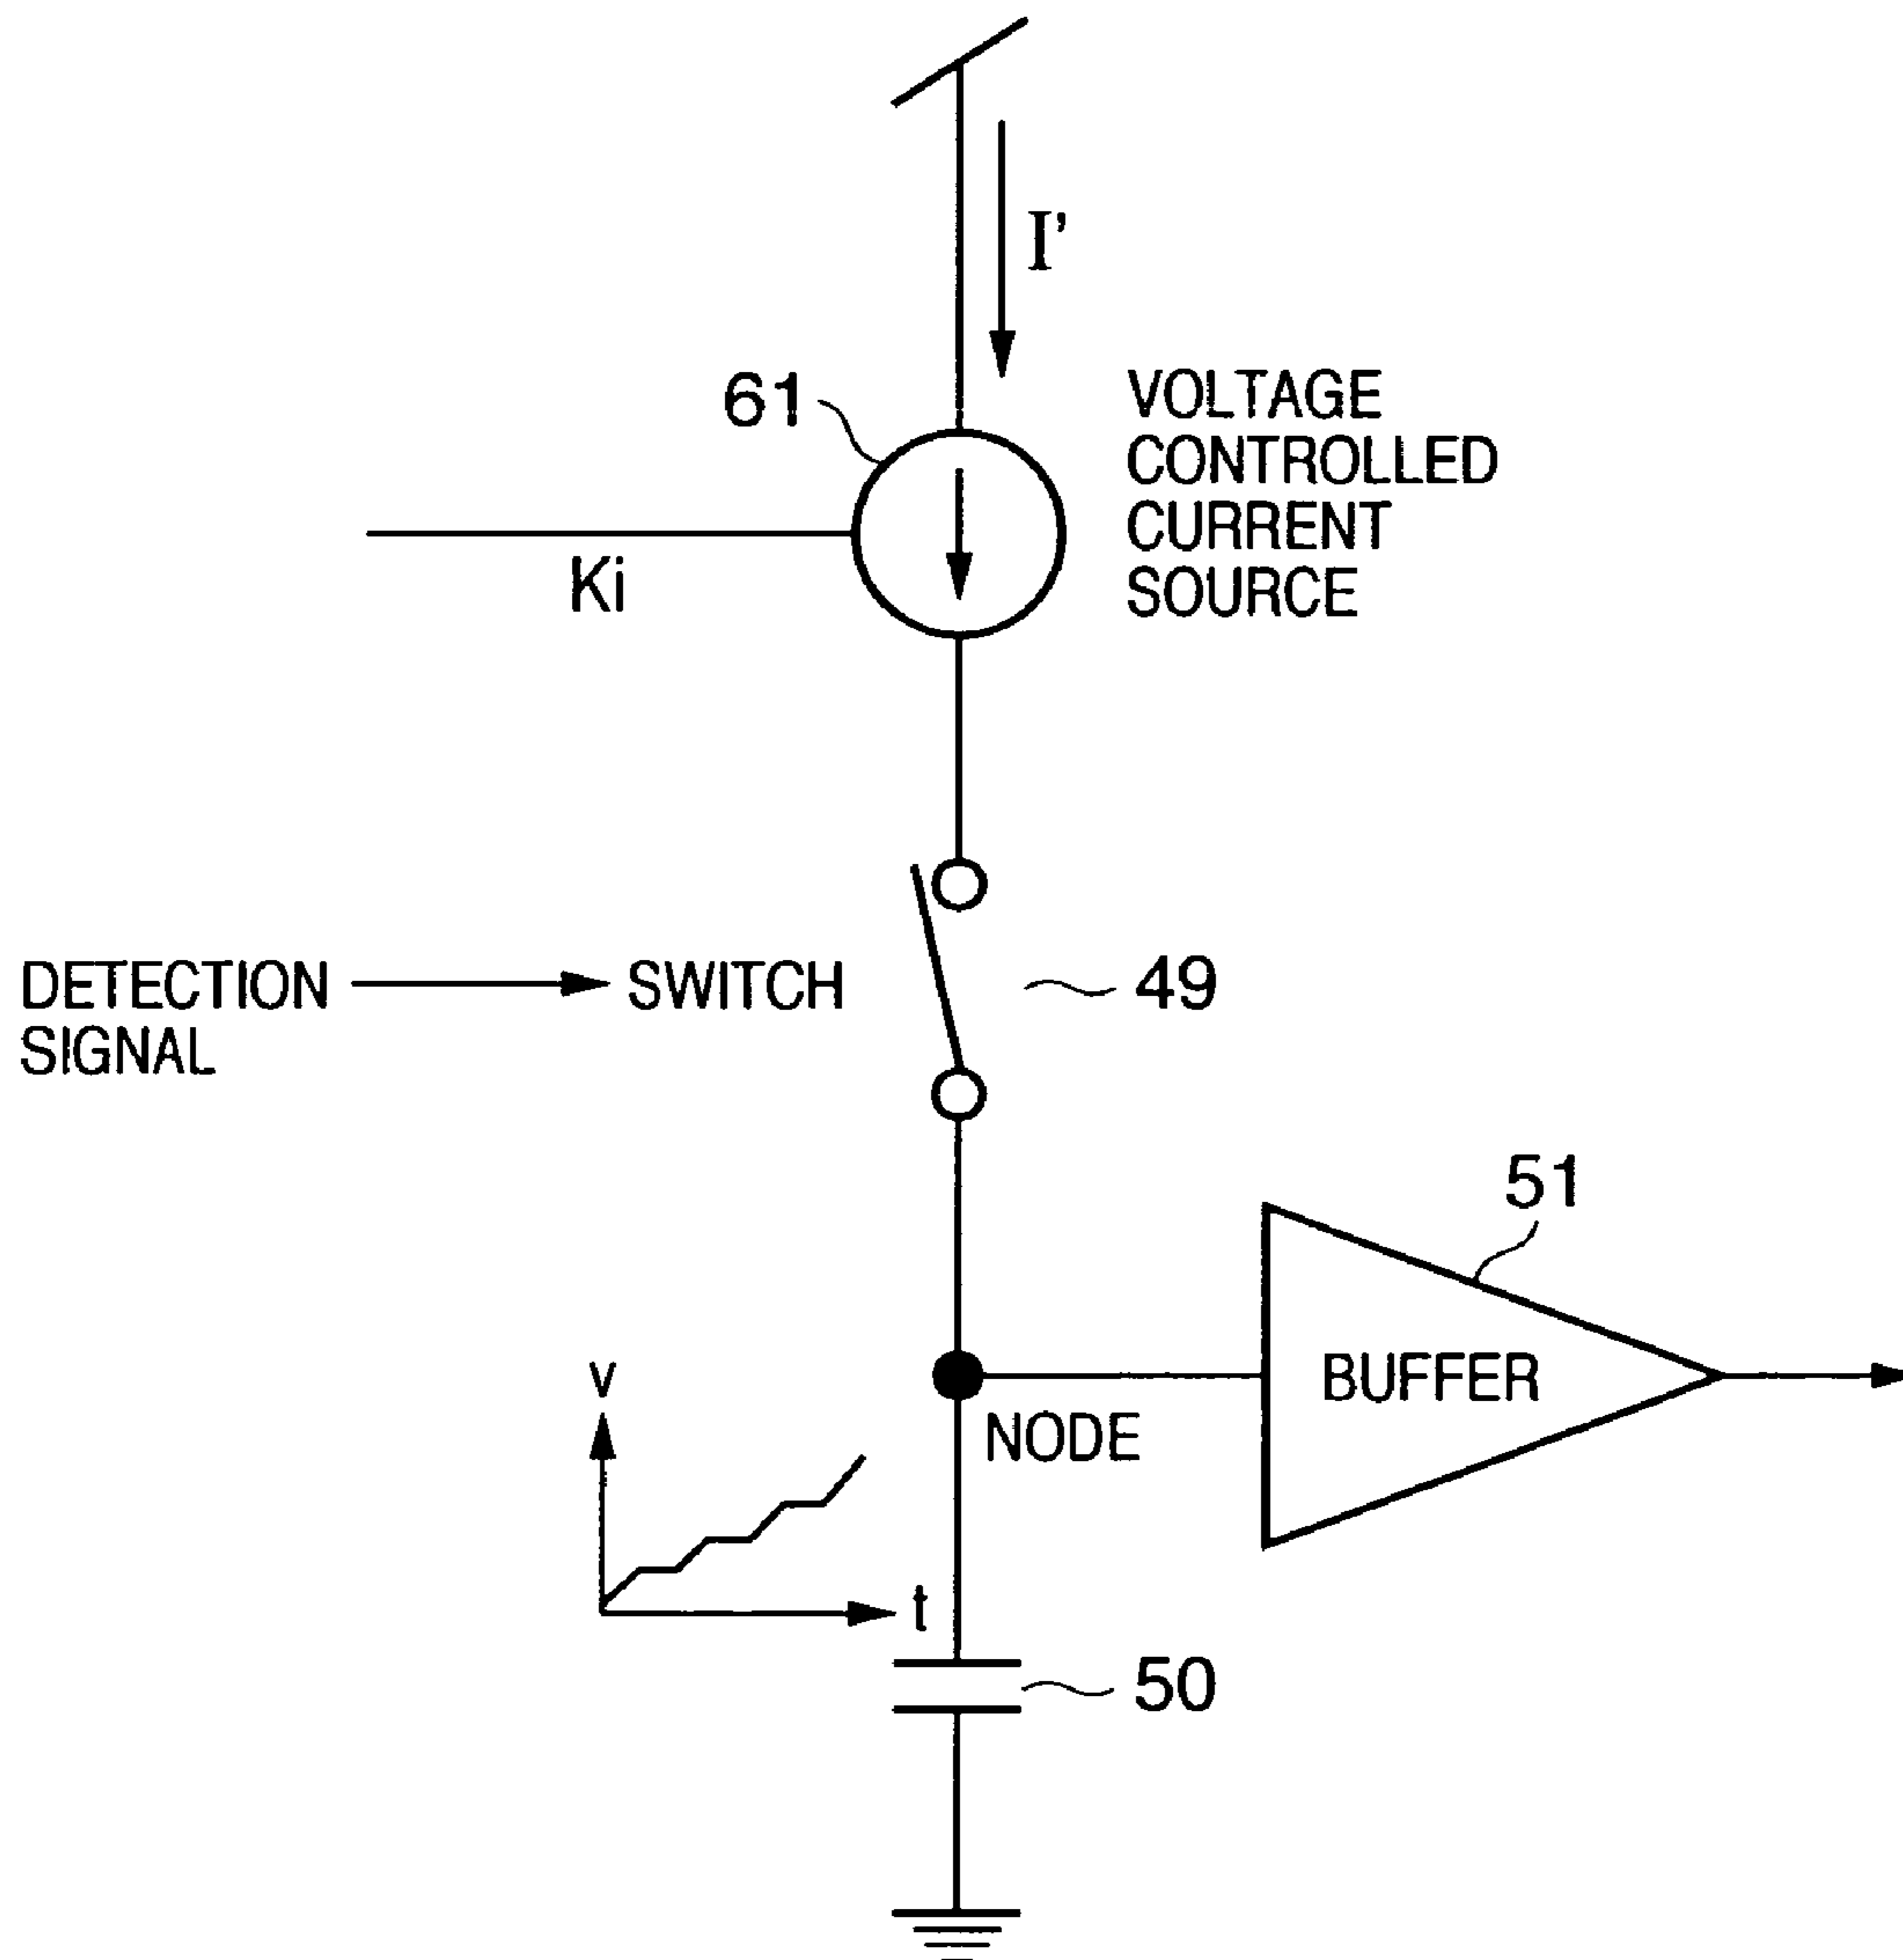 I'
61
VOLTAGE
CONTROLLED
CURRENT
SOURCE
Ki
DETECTION
SIGNAL
SWITCH
49
51
BUFFER
NODE
v
t
50